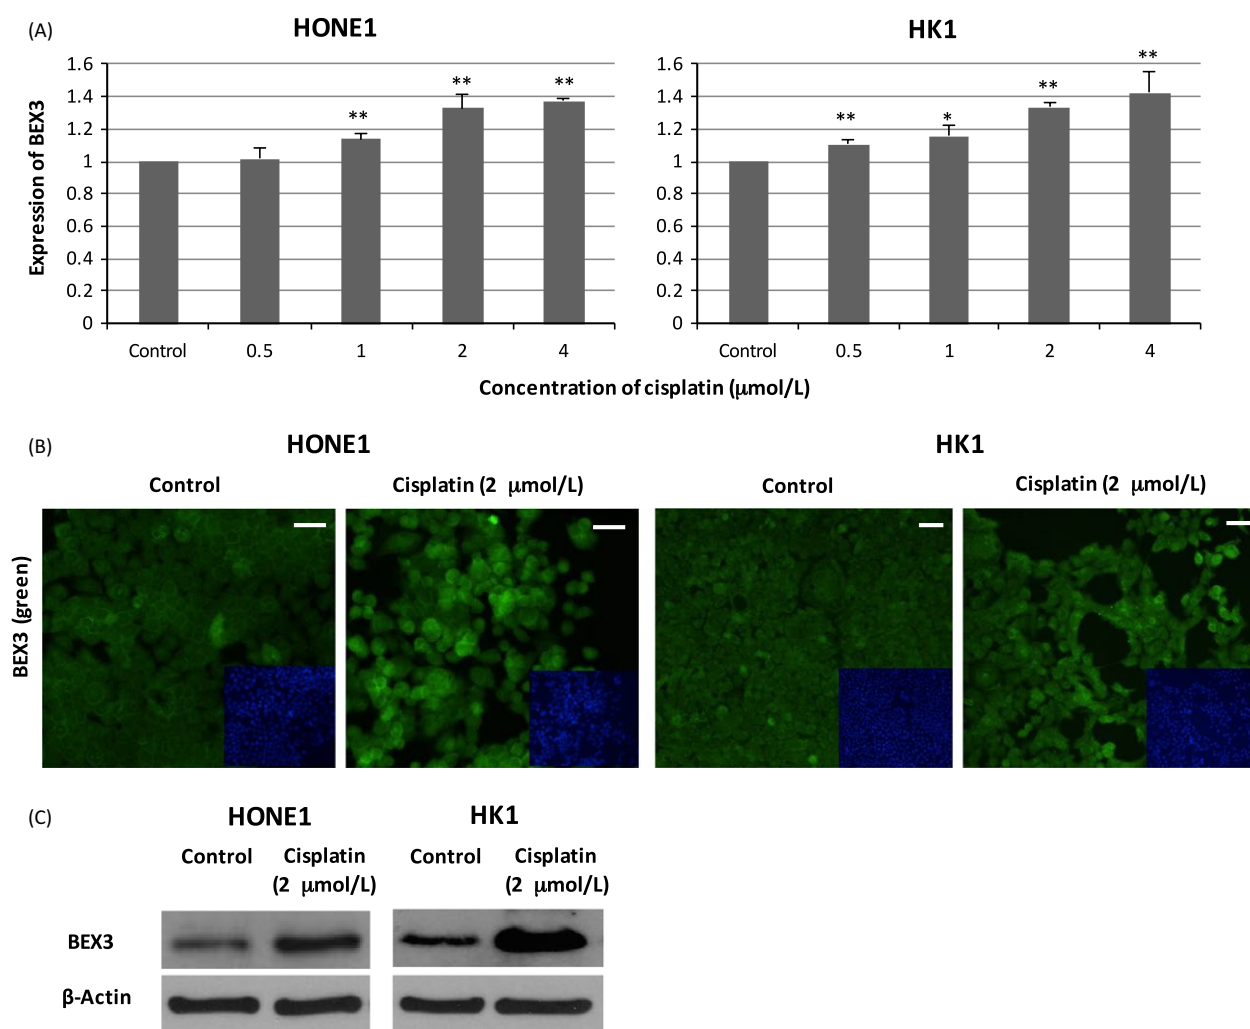 (A)
HONE1
HK1
Expression of BEX3
1.6
1.4
1.2
1
0.8
0.6
0.4
0.2
0
**
**
**
Control 0.5 1 2 4
1.6
1.4
1.2
1
0.8
0.6
0.4
0.2
0
**
*
**
**
Control 0.5 1 2 4
Concentration of cisplatin (μmol/L)
(B)
HONE1
HK1
Control
Cisplatin (2 μmol/L)
Control
Cisplatin (2 μmol/L)
BEX3 (green)
(C)
HONE1
HK1
Control
Cisplatin
(2 μmol/L)
Control
Cisplatin
(2 μmol/L)
BEX3
β-Actin